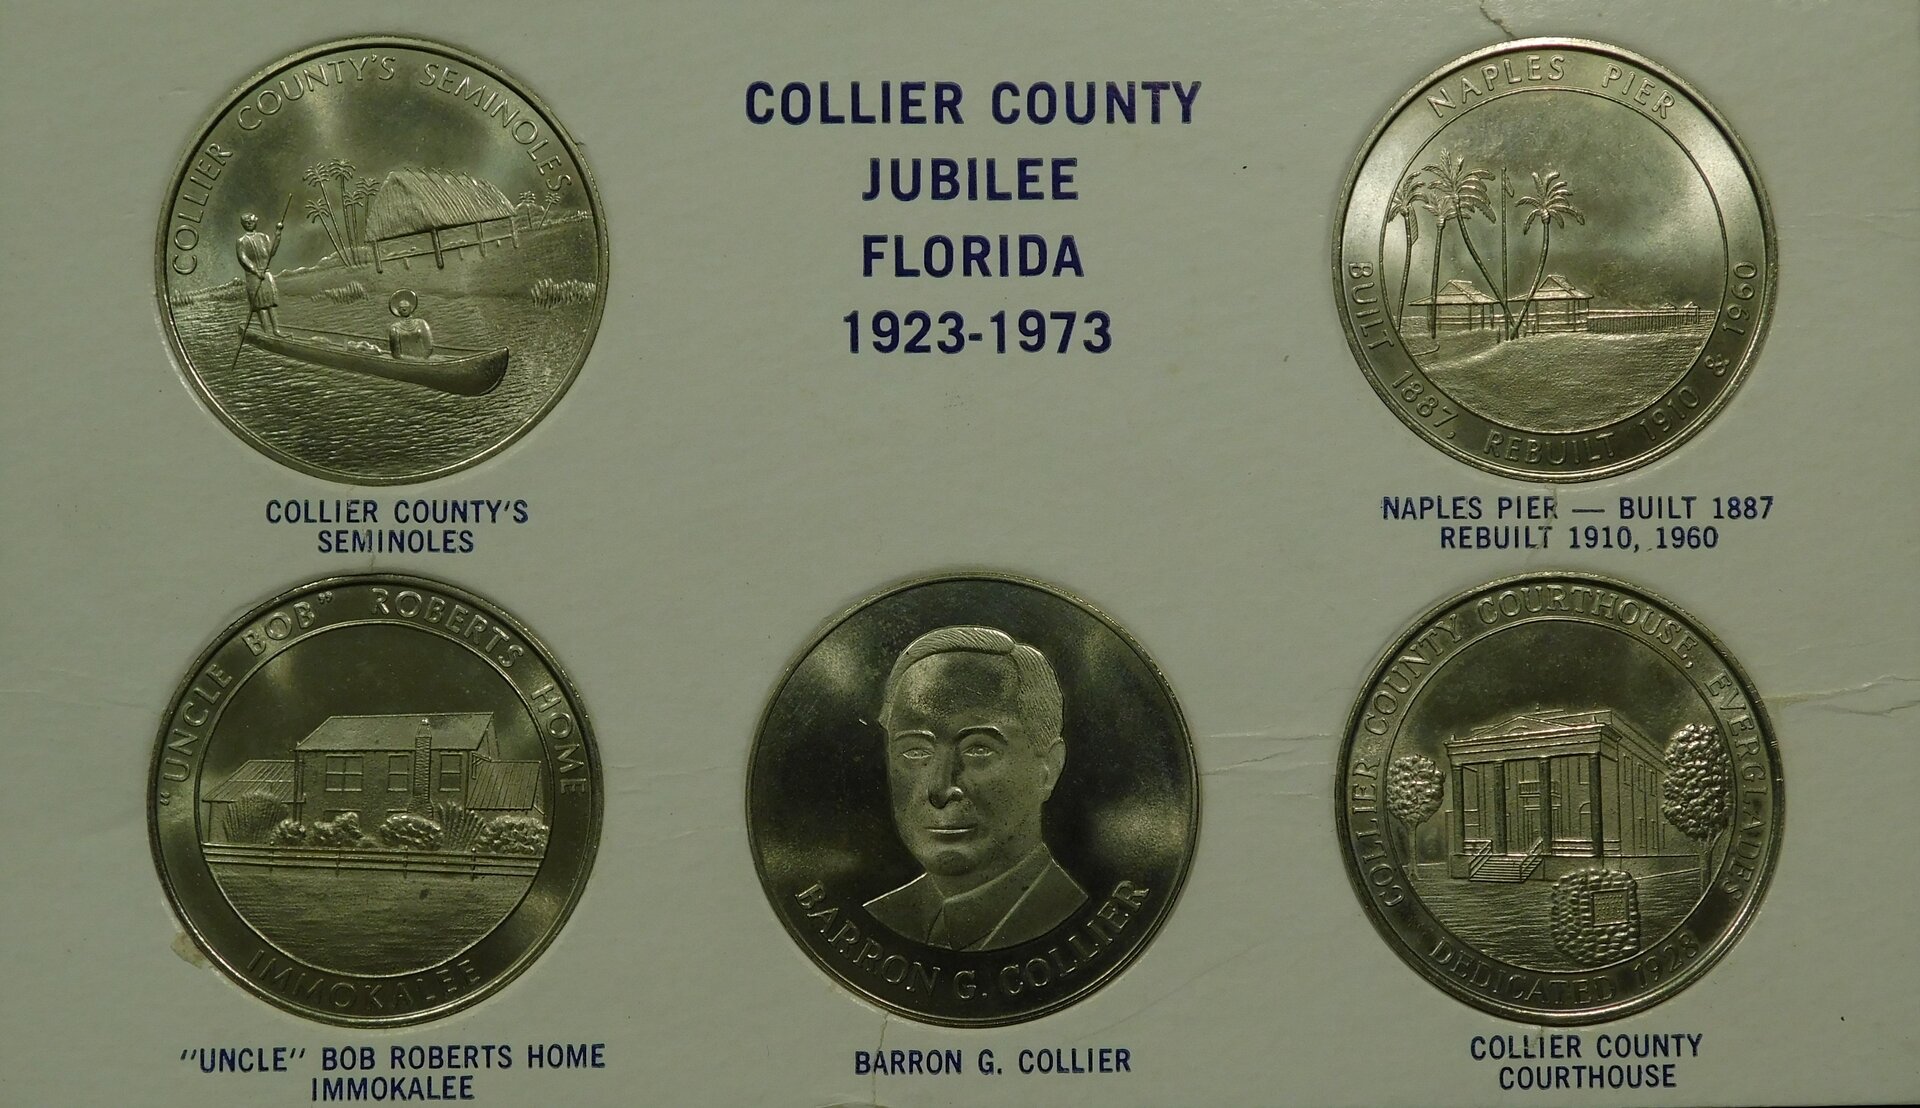 COLLIER COUNTY'S SEMINOLES
COLLIER COUNTY
JUBILEE
FLORIDA
1923-1973
NAPLES PIER
BUILT 1887, REBUILT 1910 & 1960
COLLIER COUNTY'S
SEMINOLES
NAPLES PIER — BUILT 1887
REBUILT 1910, 1960
"UNCLE BOB" ROBERTS HOME
IMMOKALEE
BARRON G. COLLIER
COLLIER COUNTY COURTHOUSE, EVERGLADES
DEDICATED 1928
"UNCLE" BOB ROBERTS HOME
IMMOKALEE
BARRON G. COLLIER
COLLIER COUNTY
COURTHOUSE